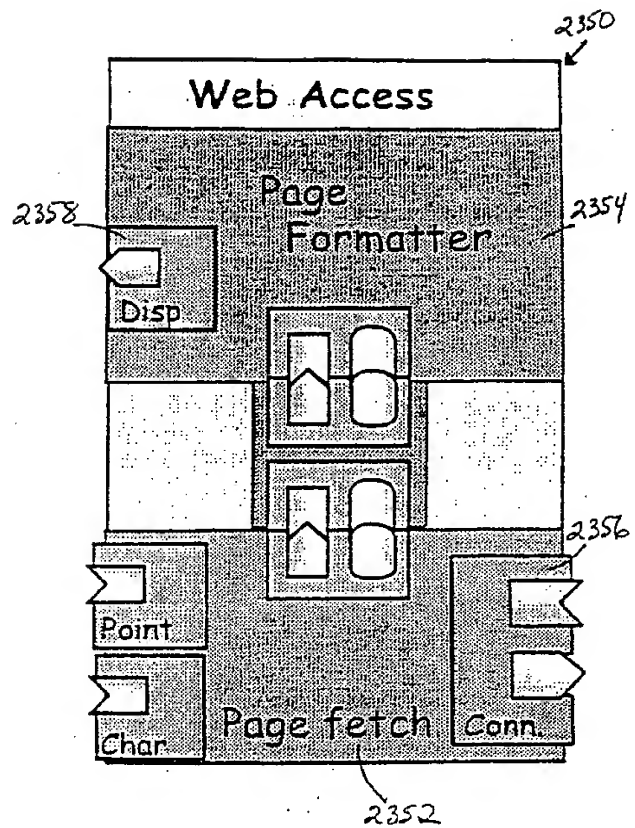 2350
Web Access
Page
Formatter
2354
2358
Disp
2356
Point
Char
Page fetch
Conn.
2352